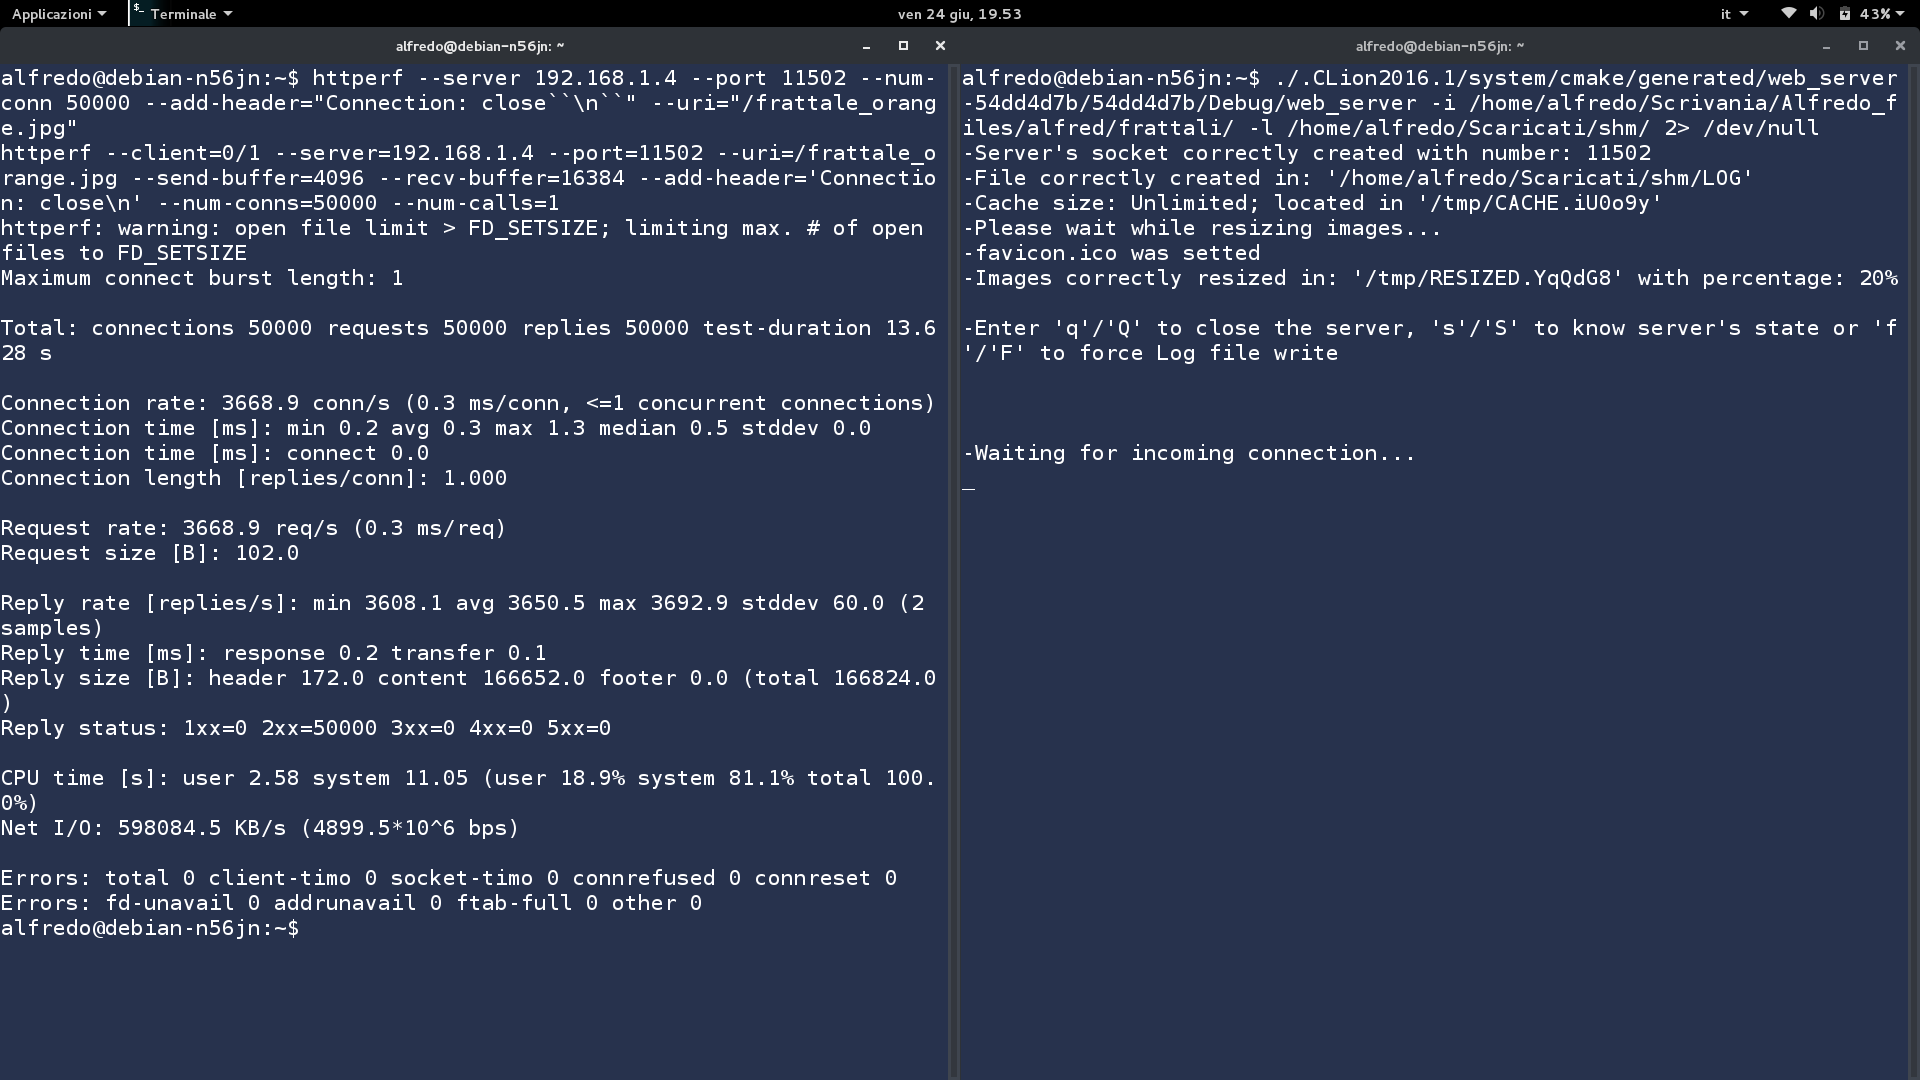 Applicazioni
Terminale
ven 24 giu, 19.53
it
43%
alfredo@debian-n56jn: ~
alfredo@debian-n56jn:~$ httperf --server 192.168.1.4 --port 11502 --num-
conn 50000 --add-header="Connection: close``\n``" --uri="/frattale_orang
e.jpg"
httperf --client=0/1 --server=192.168.1.4 --port=11502 --uri=/frattale_o
range.jpg --send-buffer=4096 --recv-buffer=16384 --add-header='Connectio
n: close\n' --num-conns=50000 --num-calls=1
httperf: warning: open file limit > FD_SETSIZE; limiting max. # of open
files to FD_SETSIZE
Maximum connect burst length: 1

Total: connections 50000 requests 50000 replies 50000 test-duration 13.6
28 s

Connection rate: 3668.9 conn/s (0.3 ms/conn, <=1 concurrent connections)
Connection time [ms]: min 0.2 avg 0.3 max 1.3 median 0.5 stddev 0.0
Connection time [ms]: connect 0.0
Connection length [replies/conn]: 1.000

Request rate: 3668.9 req/s (0.3 ms/req)
Request size [B]: 102.0

Reply rate [replies/s]: min 3608.1 avg 3650.5 max 3692.9 stddev 60.0 (2
samples)
Reply time [ms]: response 0.2 transfer 0.1
Reply size [B]: header 172.0 content 166652.0 footer 0.0 (total 166824.0
)
Reply status: 1xx=0 2xx=50000 3xx=0 4xx=0 5xx=0

CPU time [s]: user 2.58 system 11.05 (user 18.9% system 81.1% total 100.
0%)
Net I/O: 598084.5 KB/s (4899.5*10^6 bps)

Errors: total 0 client-timo 0 socket-timo 0 connrefused 0 connreset 0
Errors: fd-unavail 0 addrunavail 0 ftab-full 0 other 0
alfredo@debian-n56jn:~$
alfredo@debian-n56jn: ~
alfredo@debian-n56jn:~$ ./.CLion2016.1/system/cmake/generated/web_server
-54dd4d7b/54dd4d7b/Debug/web_server -i /home/alfredo/Scrivania/Alfredo_f
iles/alfred/frattali/ -l /home/alfredo/Scaricati/shm/ 2> /dev/null
-Server's socket correctly created with number: 11502
-File correctly created in: '/home/alfredo/Scaricati/shm/LOG'
-Cache size: Unlimited; located in '/tmp/CACHE.iU0o9y'
-Please wait while resizing images...
-favicon.ico was setted
-Images correctly resized in: '/tmp/RESIZED.YqQdG8' with percentage: 20%

-Enter 'q'/'Q' to close the server, 's'/'S' to know server's state or 'f
'/'F' to force Log file write

-Waiting for incoming connection...
_